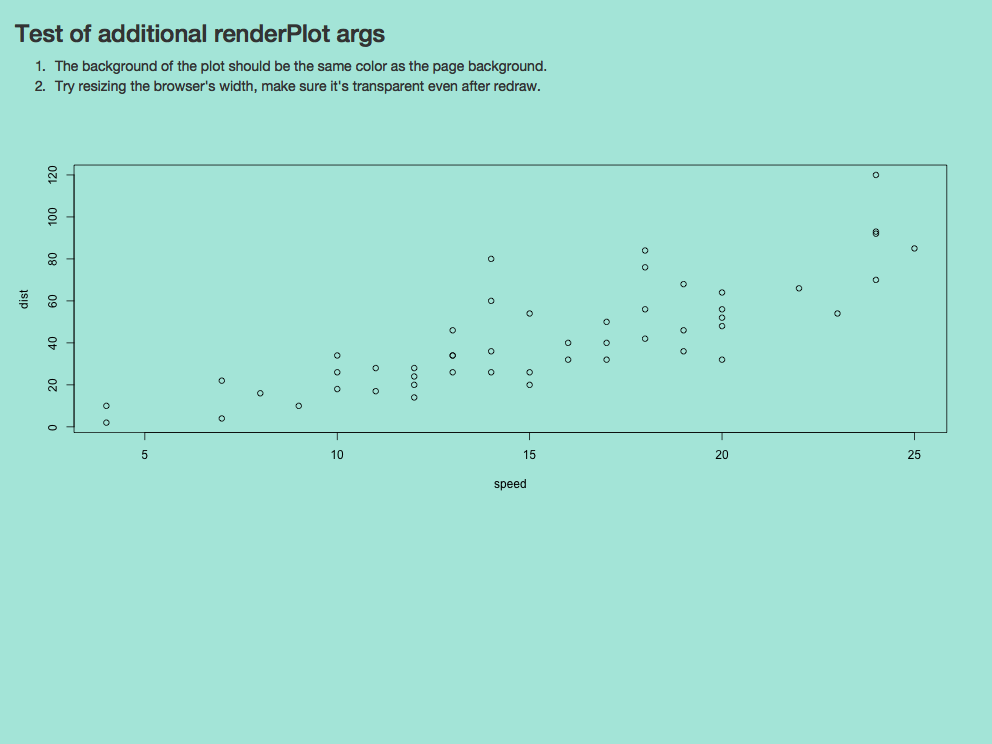 Test of additional renderPlot args
1. The background of the plot should be the same color as the page background.
2. Try resizing the browser's width, make sure it's transparent even after redraw.
120
100
80
60
40
20
0
dist
5 10 15 20 25
speed